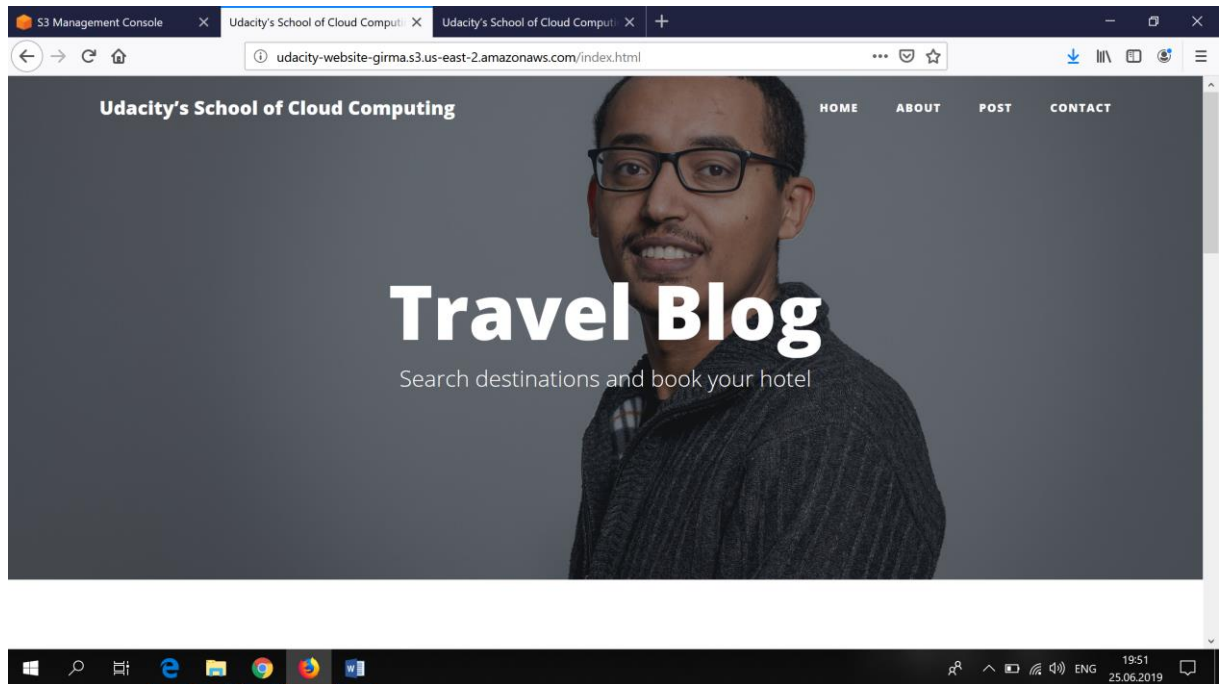 S3 Management Console
Udacity's School of Cloud Computi
Udacity's School of Cloud Computi
udacity-website-girma.s3.us-east-2.amazonaws.com/index.html
Udacity's School of Cloud Computing
HOME ABOUT POST CONTACT
Travel Blog
Search destinations and book your hotel
ENG
19:51
25.06.2019